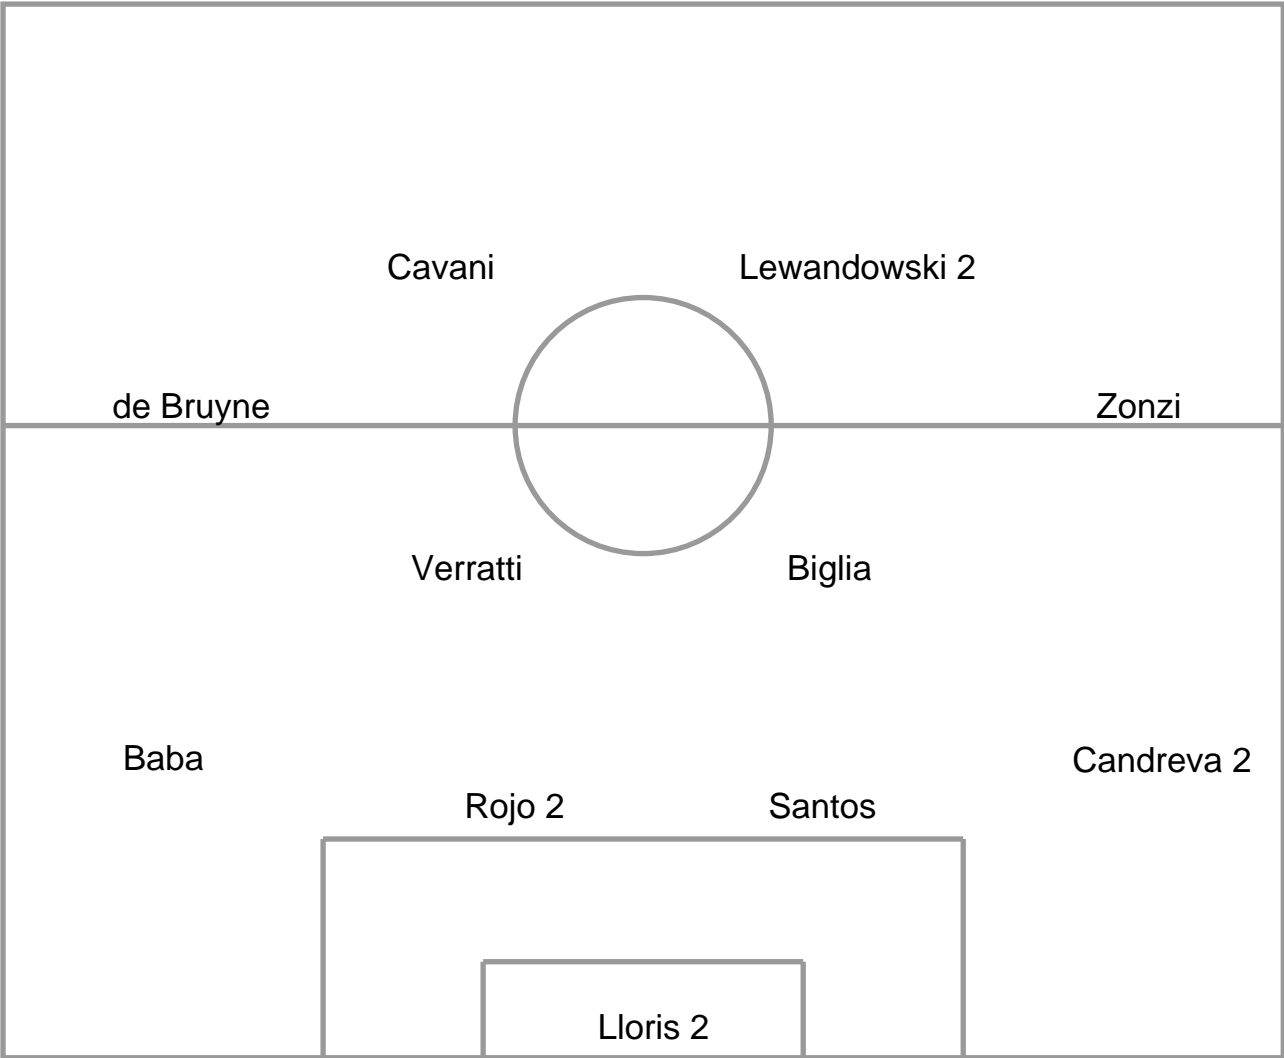 Cavani
Lewandowski 2
de Bruyne
Zonzi
Verratti
Biglia
Baba
Candreva 2
Rojo 2
Santos
Lloris 2